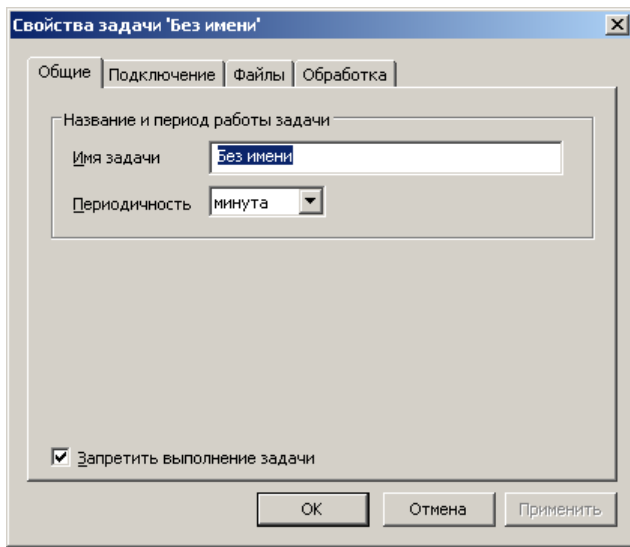 Свойства задачи 'Без имени'
Общие Подключение Файлы Обработка
Название и период работы задачи
Имя задачи Без имени
Периодичность минута
Запретить выполнение задачи
OK Отмена Применить